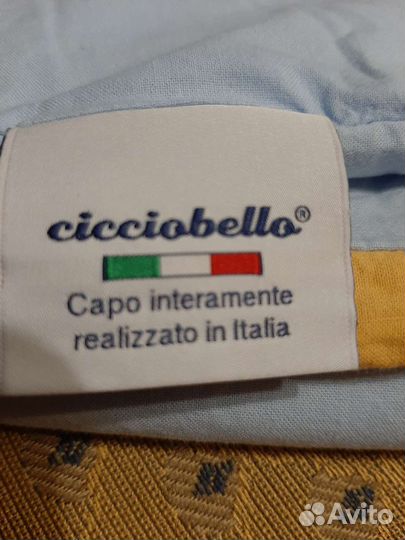 cicciobello®
Capo interamente
realizzato in Italia
Avito